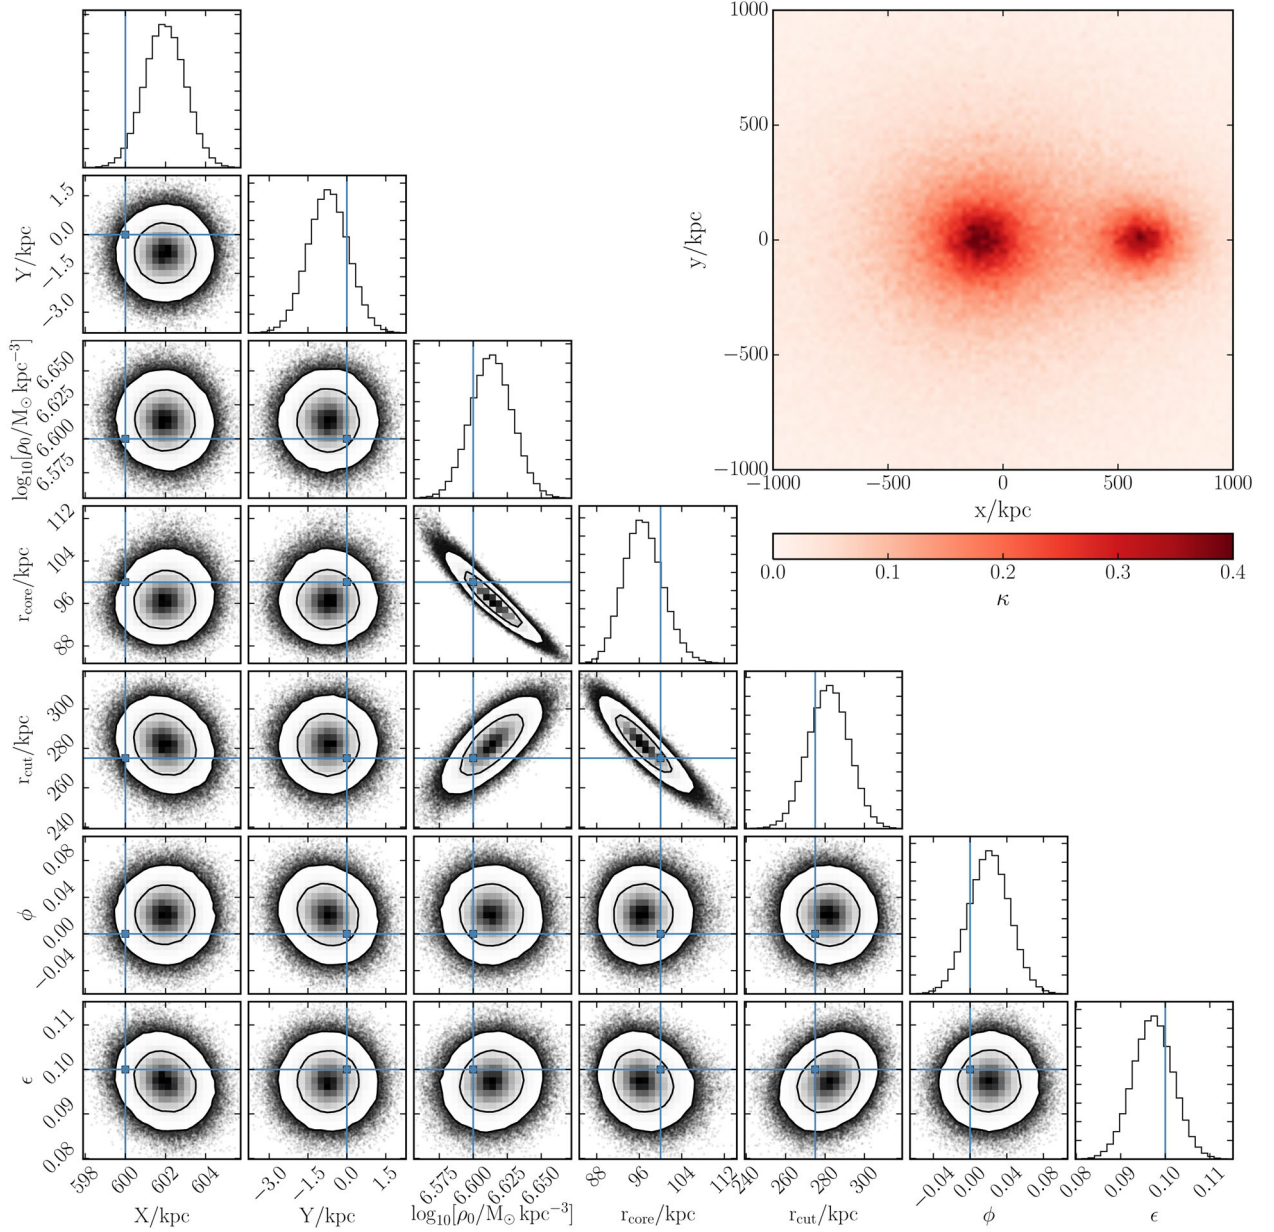 1000
500
0
−500
−1000
y/kpc
−1000 −500 0 500 1000
x/kpc
0.0 0.1 0.2 0.3 0.4
κ
Y/kpc
1.5
0.0
−1.5
−3.0
log₁₀[ρ₀/M⊙ kpc⁻³]
6.650
6.625
6.600
6.575
r_core/kpc
112
104
96
88
r_cut/kpc
300
280
260
240
ϕ
0.08
0.04
0.00
−0.04
ϵ
0.11
0.10
0.09
0.08
598 600 602 604 −3.0 −1.5 0.0 1.5 6.575 6.600 6.625 6.650 88 96 104 112 240 260 280 300 −0.04 0.00 0.04 0.08 0.08 0.09 0.10 0.11
X/kpc Y/kpc log₁₀[ρ₀/M⊙ kpc⁻³] r_core/kpc r_cut/kpc ϕ ϵ